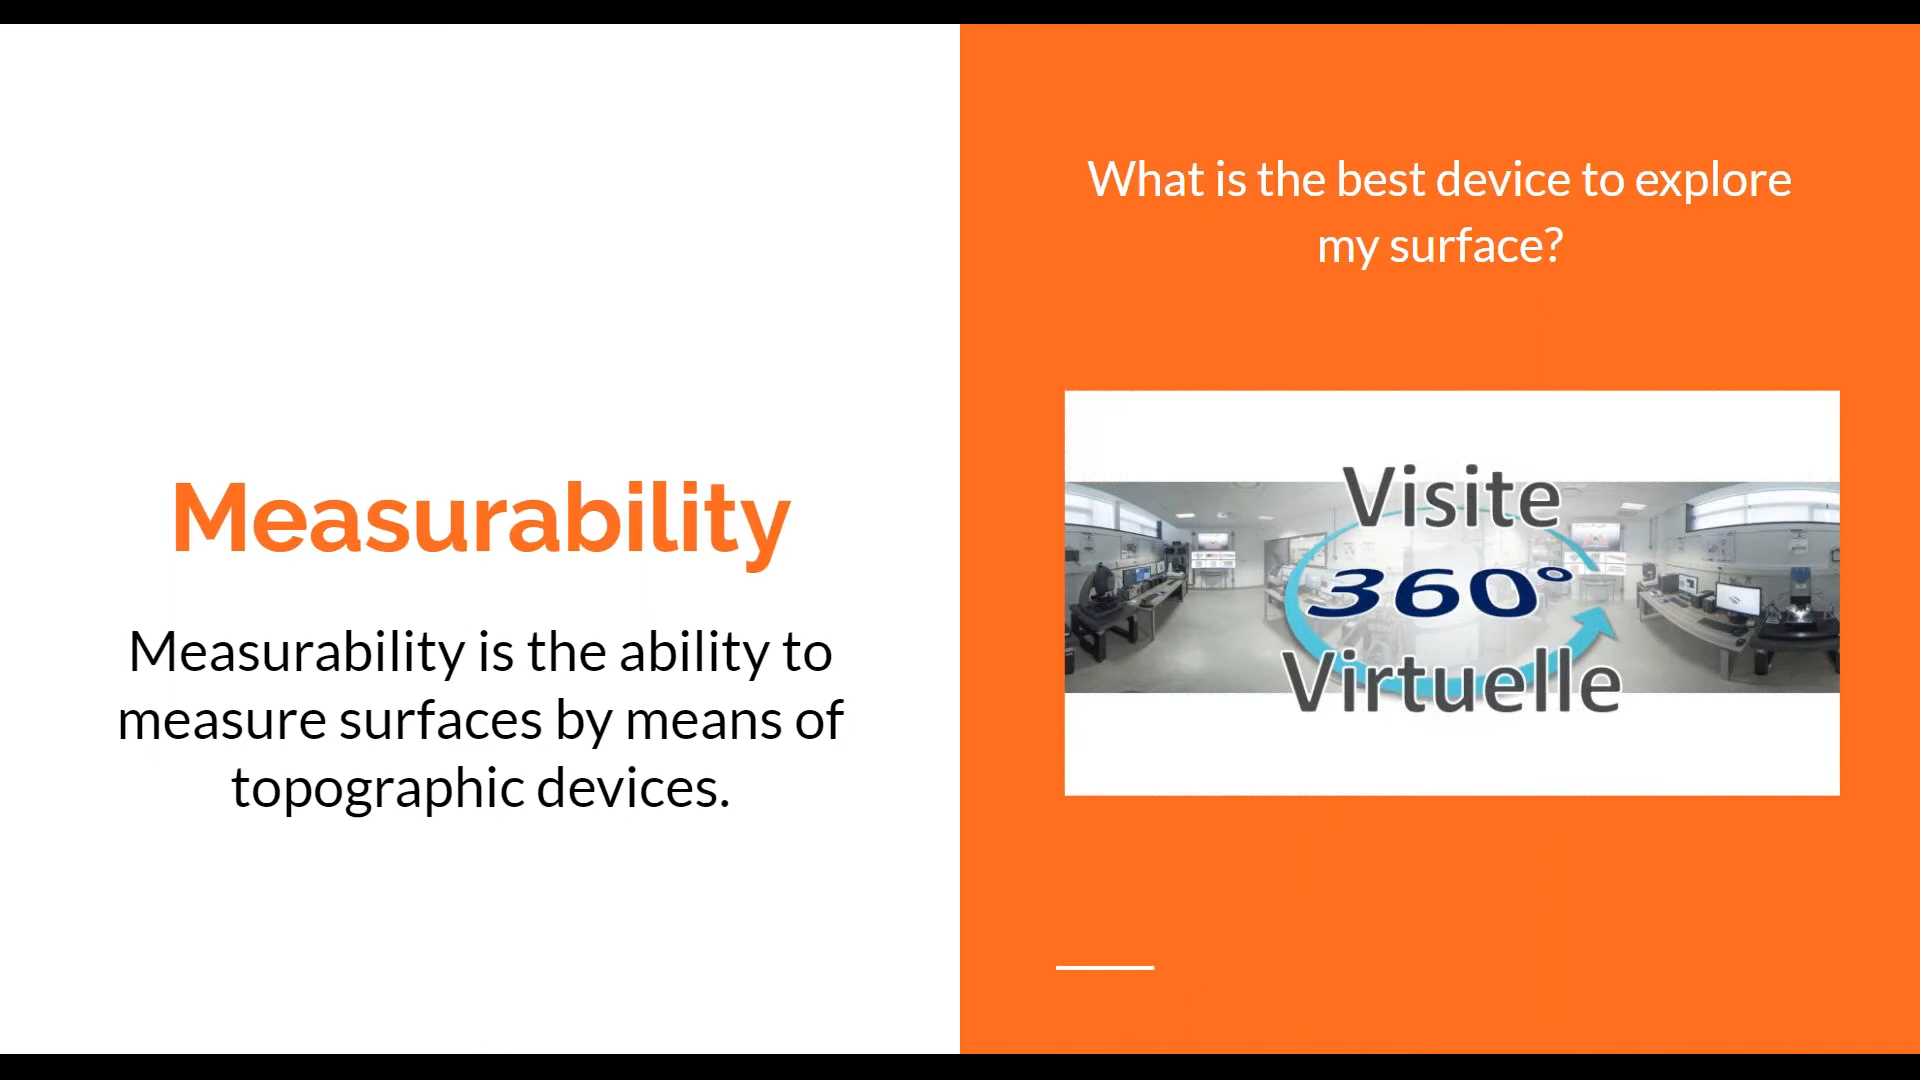 Measurability
Measurability is the ability to
measure surfaces by means of
topographic devices.
What is the best device to explore
my surface?
Visite
360°
Virtuelle